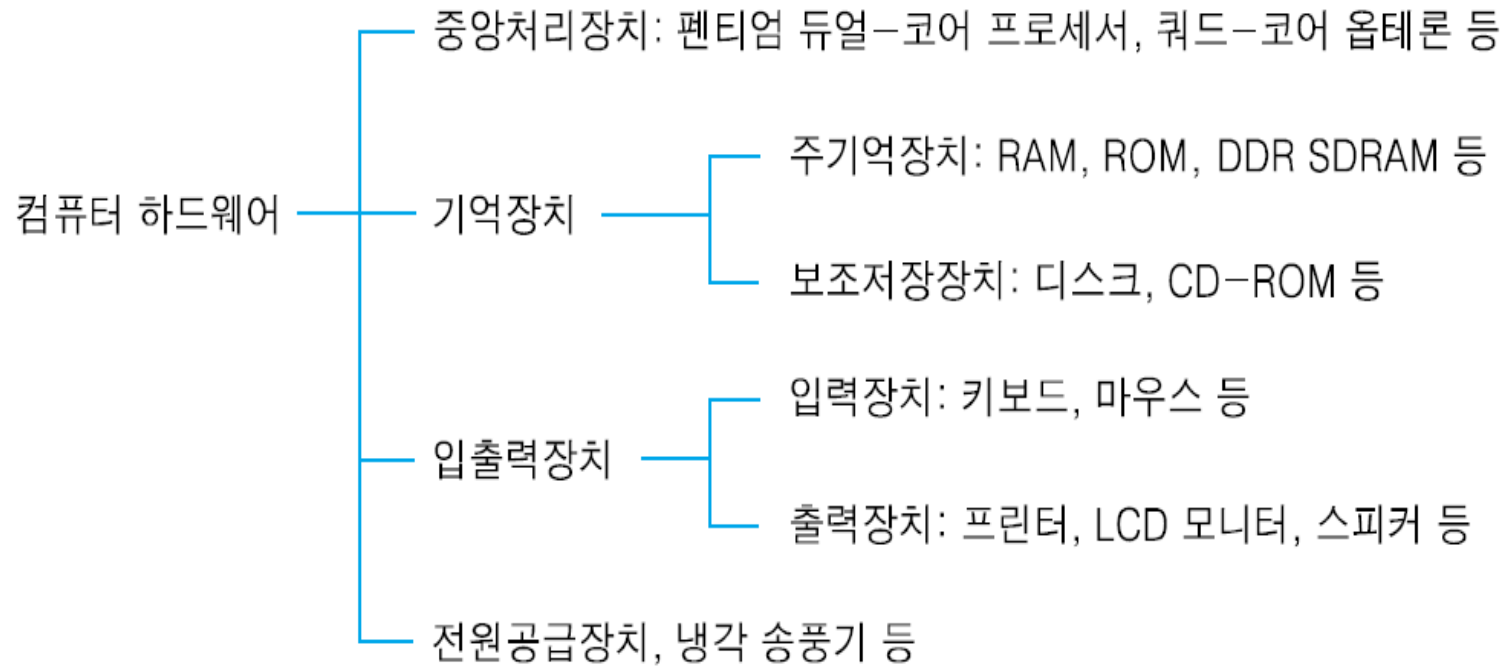 중앙처리장치: 펜티엄 듀얼-코어 프로세서, 쿼드-코어 옵테론 등
주기억장치: RAM, ROM, DDR SDRAM 등
컴퓨터 하드웨어
기억장치
보조저장장치: 디스크, CD-ROM 등
입력장치: 키보드, 마우스 등
입출력장치
출력장치: 프린터, LCD 모니터, 스피커 등
전원공급장치, 냉각 송풍기 등